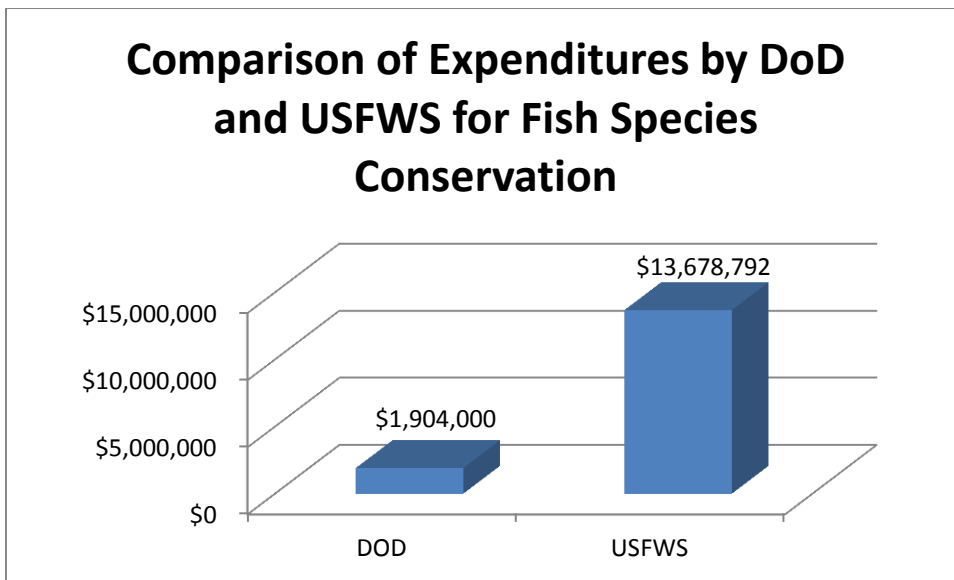 Comparison of Expenditures by DoD
and USFWS for Fish Species
Conservation
$13,678,792
$15,000,000
$10,000,000
$1,904,000
$5,000,000
$0
DOD
USFWS